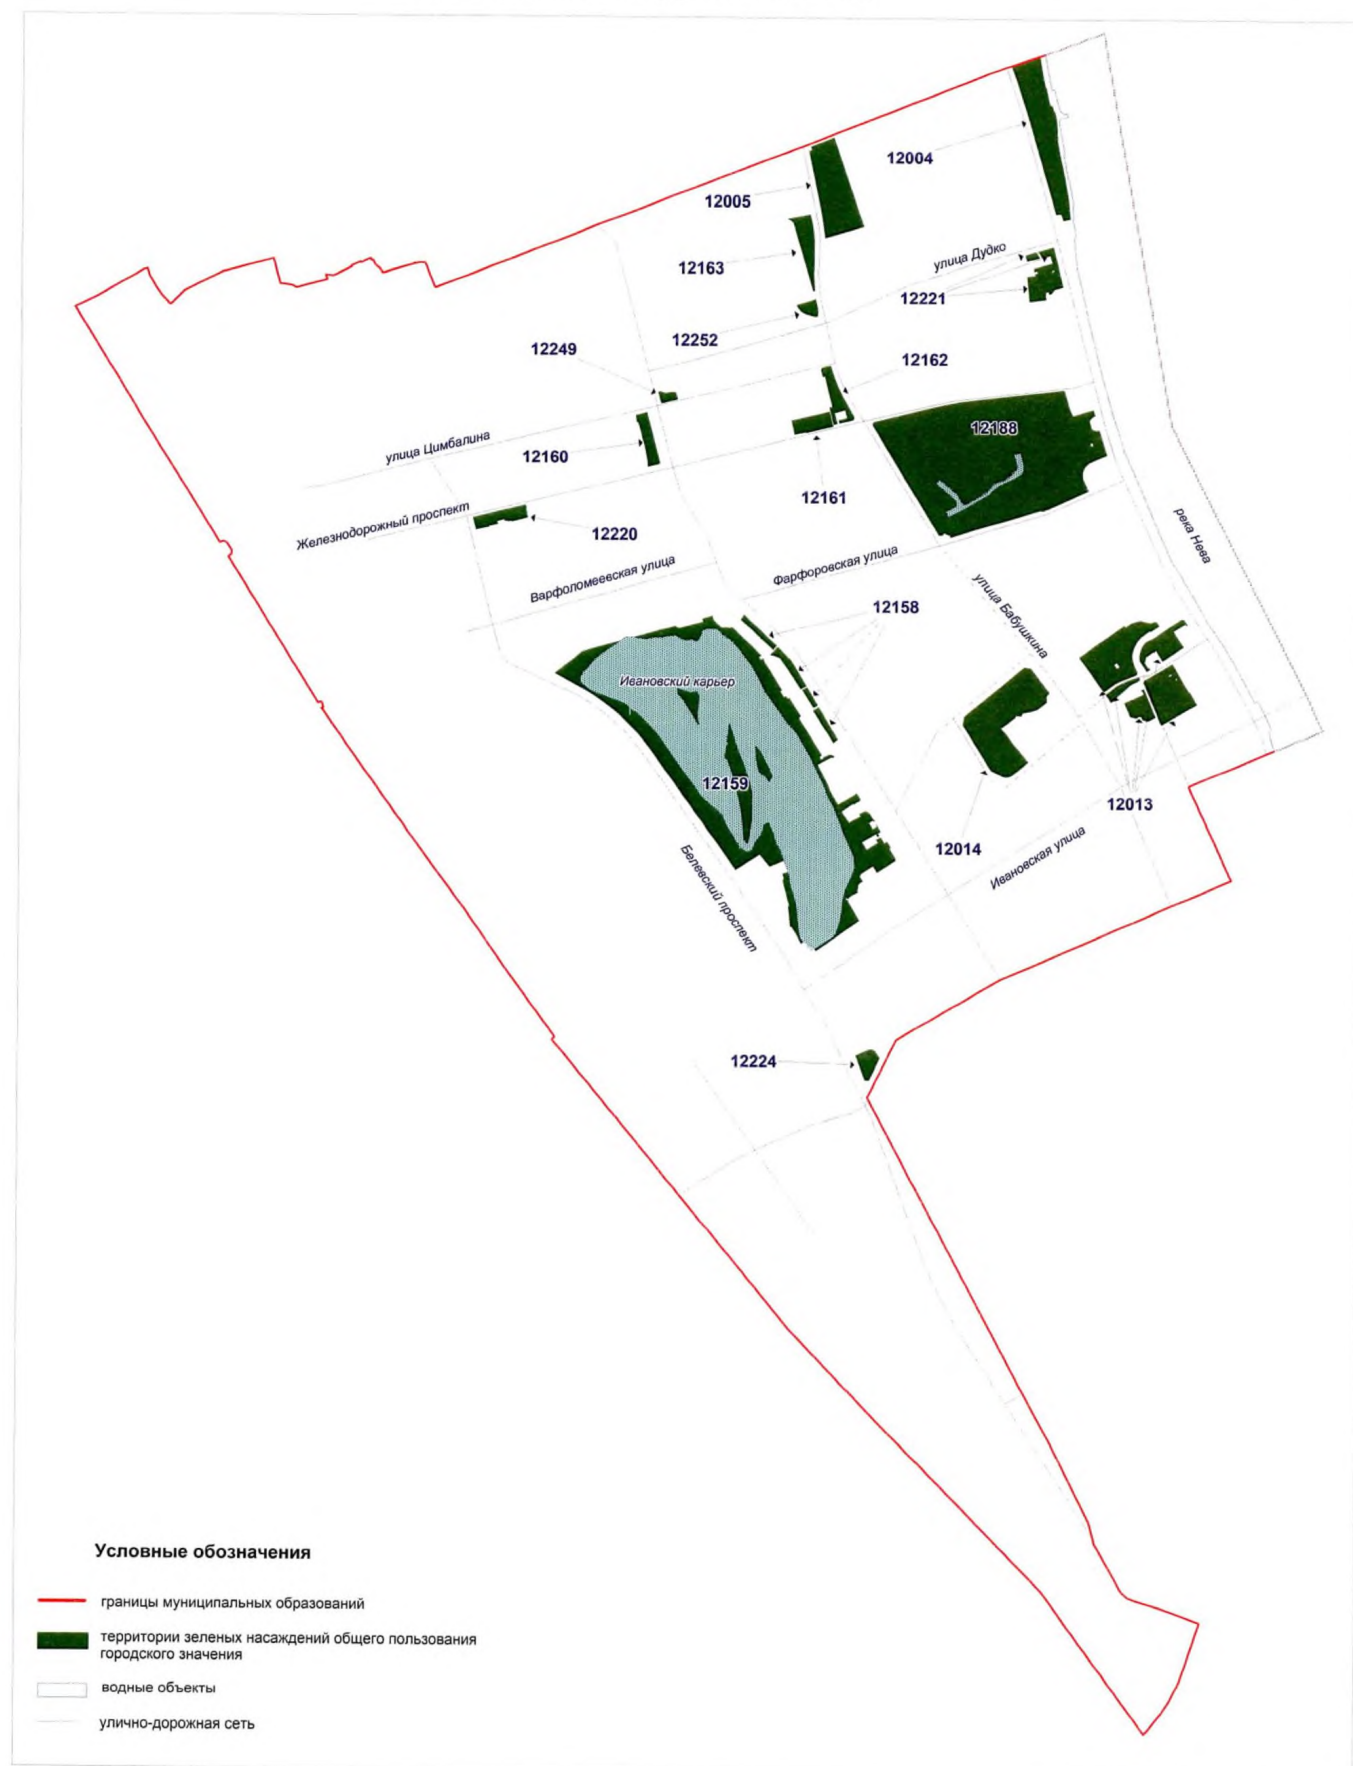 12004
12005
12163
улица Дудко
12221
12252
12249
12162
12188
улица Цимбалина
12160
12161
Железнодорожный проспект
12220
река Нева
Варфоломеевская улица
Фарфоровская улица
12158
улица Бабушкина
Ивановский карьер
12159
12013
12014
Ивановская улица
Белевский проспект
12224
Условные обозначения
границы муниципальных образований
территории зеленых насаждений общего пользования
городского значения
водные объекты
улично-дорожная сеть